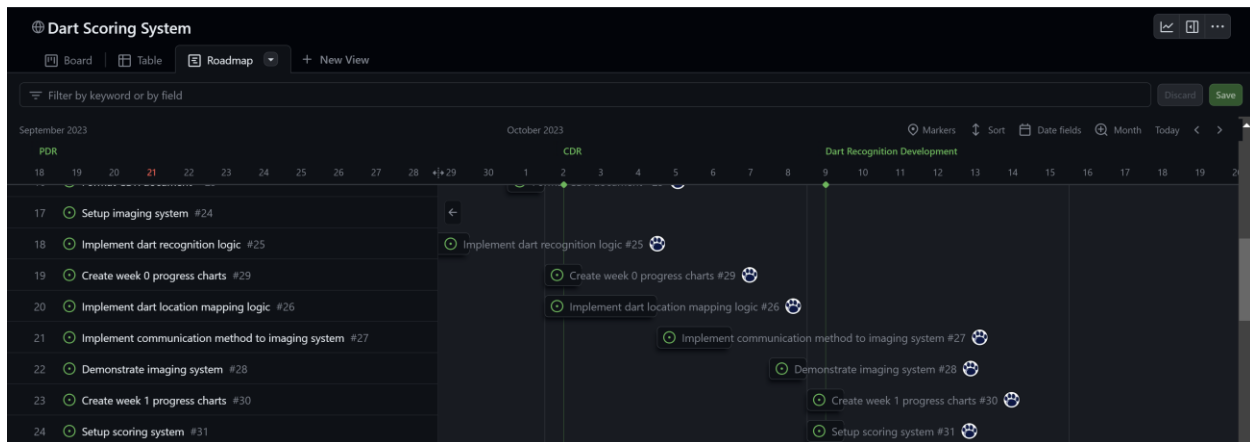 Dart Scoring System
Board Table Roadmap + New View
Filter by keyword or by field Discard Save
September 2023 October 2023 Markers Sort Date fields Month Today
PDR CDR Dart Recognition Development
18 19 20 21 22 23 24 25 26 27 28 29 30 1 2 3 4 5 6 7 8 9 10 11 12 13 14 15 16 17 18 19
17 Setup imaging system #24
18 Implement dart recognition logic #25 Implement dart recognition logic #25
19 Create week 0 progress charts #29 Create week 0 progress charts #29
20 Implement dart location mapping logic #26 Implement dart location mapping logic #26
21 Implement communication method to imaging system #27 Implement communication method to imaging system #27
22 Demonstrate imaging system #28 Demonstrate imaging system #28
23 Create week 1 progress charts #30 Create week 1 progress charts #30
24 Setup scoring system #31 Setup scoring system #31